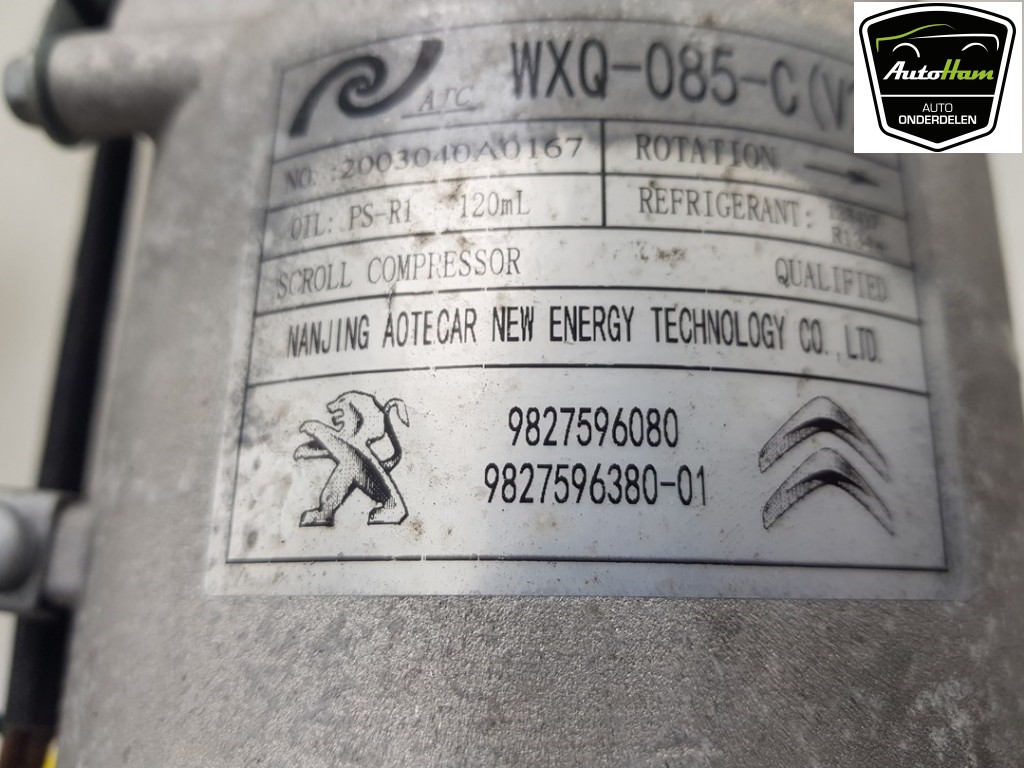 ATC WXQ-085-C(V
AutoHam
AUTO
ONDERDELEN
NO.:2003040A0167 ROTATION
OIL: PS-R1 120mL REFRIGERANT:
SCROLL COMPRESSOR QUALIFIED
NANJING AOTECAR NEW ENERGY TECHNOLOGY CO.,LTD.
9827596080
9827596380-01